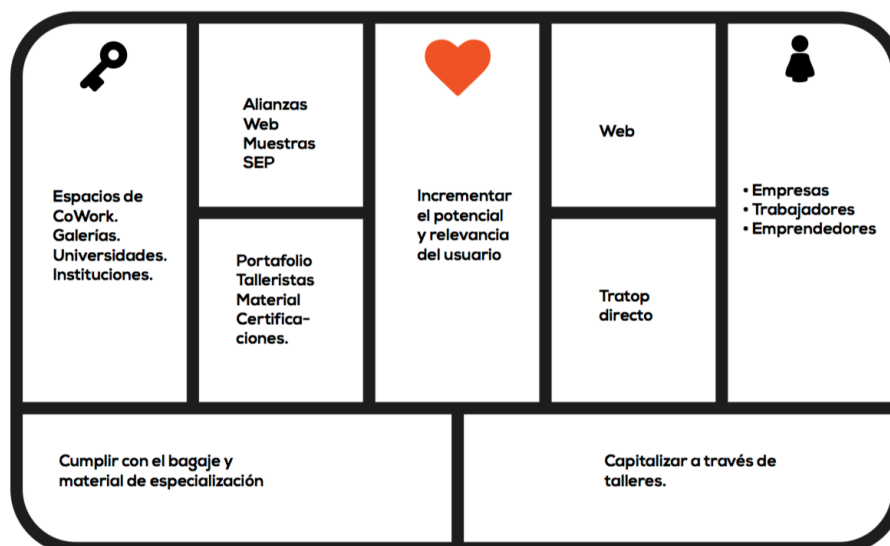 Espacios de
CoWork.
Galerías.
Universidades.
Instituciones.
Alianzas
Web
Muestras
SEP
Portafolio
Talleristas
Material
Certifica-
ciones.
Incrementar
el potencial
y relevancia
del usuario
Web
Tratop
directo
• Empresas
• Trabajadores
• Emprendedores
Cumplir con el bagaje y
material de especialización
Capitalizar a través de
talleres.